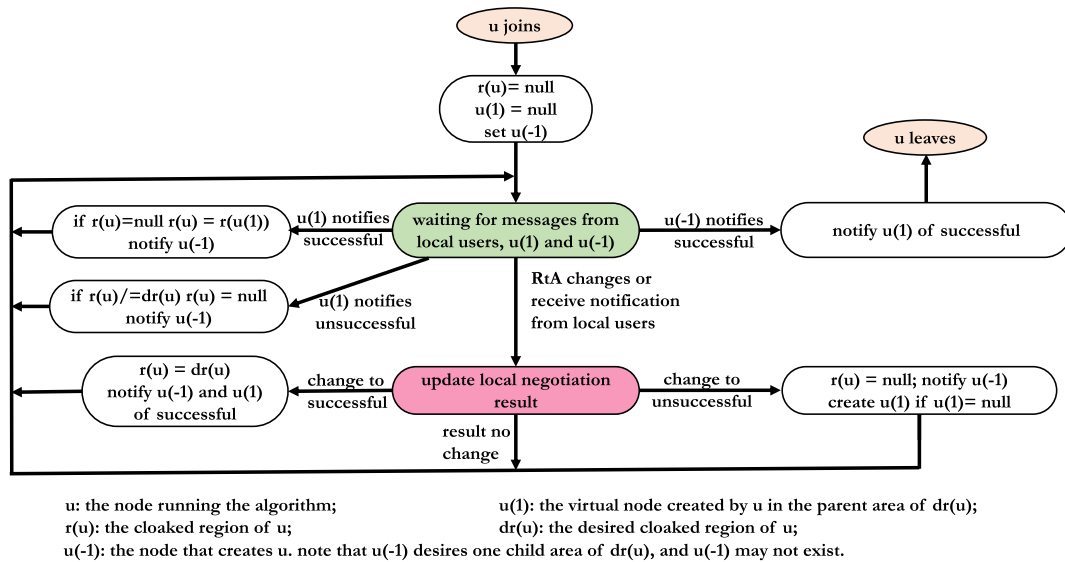 u joins
r(u)= null
u(1) = null
set u(-1)
u leaves
if r(u)=null r(u) = r(u(1))
notify u(-1)
u(1) notifies
successful
waiting for messages from
local users, u(1) and u(-1)
u(-1) notifies
successful
notify u(1) of successful
if r(u)/=dr(u) r(u) = null
notify u(-1)
u(1) notifies
unsuccessful
RtA changes or
receive notification
from local users
r(u) = dr(u)
notify u(-1) and u(1)
of successful
change to
successful
update local negotiation
result
change to
unsuccessful
r(u) = null; notify u(-1)
create u(1) if u(1)= null
result no
change
u: the node running the algorithm;
u(1): the virtual node created by u in the parent area of dr(u);
r(u): the cloaked region of u;
dr(u): the desired cloaked region of u;
u(-1): the node that creates u. note that u(-1) desires one child area of dr(u), and u(-1) may not exist.